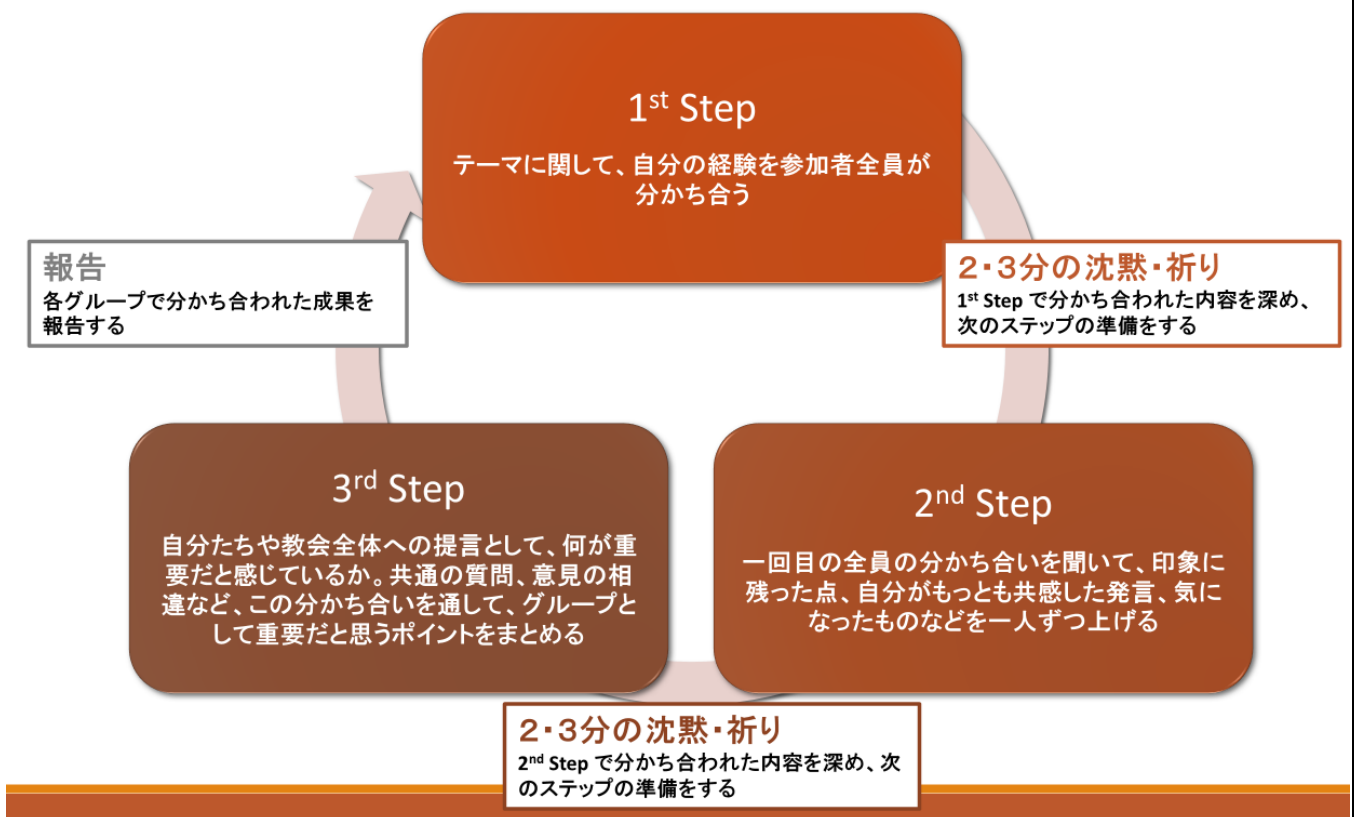 1st Step
テーマに関して、自分の経験を参加者全員が
分かち合う
２・３分の沈黙・祈り
1st Step で分かち合われた内容を深め、
次のステップの準備をする
2nd Step
一回目の全員の分かち合いを聞いて、印象に
残った点、自分がもっとも共感した発言、気に
なったものなどを一人ずつ上げる
２・３分の沈黙・祈り
2nd Step で分かち合われた内容を深め、次
のステップの準備をする
3rd Step
自分たちや教会全体への提言として、何が重
要だと感じているか。共通の質問、意見の相
違など、この分かち合いを通して、グループと
して重要だと思うポイントをまとめる
報告
各グループで分かち合われた成果を
報告する